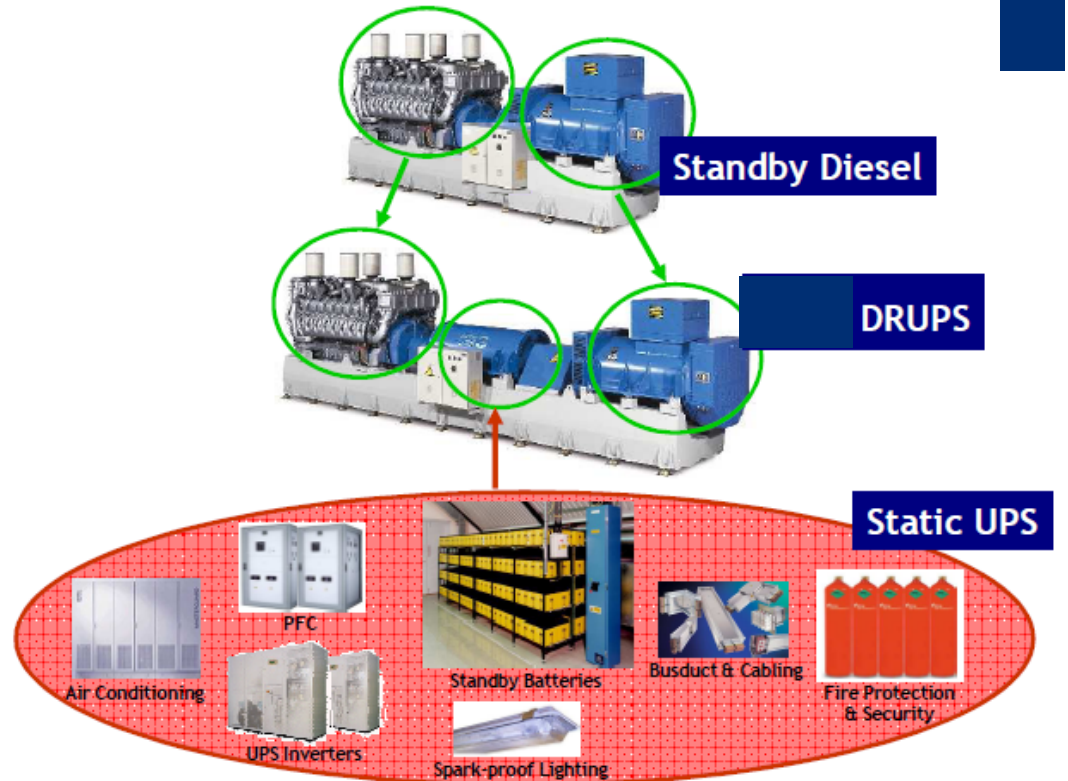 Standby Diesel
DRUPS
Static UPS
PFC
Air Conditioning
UPS Inverters
Standby Batteries
Spark-proof Lighting
Busduct & Cabling
Fire Protection
& Security